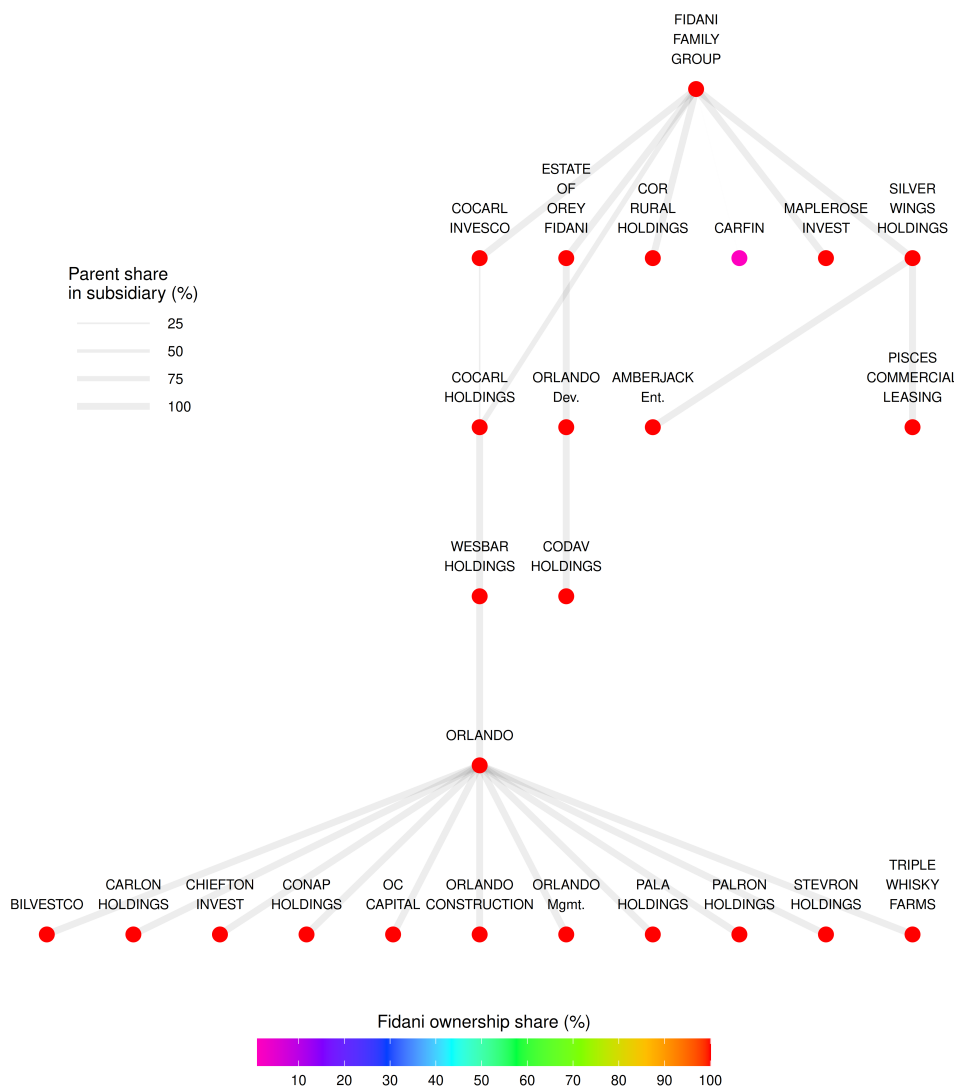 FIDANI
FAMILY
GROUP
COCARL
INVESCO
ESTATE
OF
OREY
FIDANI
COR
RURAL
HOLDINGS
CARFIN
MAPLEROSE
INVEST
SILVER
WINGS
HOLDINGS
Parent share
in subsidiary (%)
25
50
75
100
COCARL
HOLDINGS
ORLANDO
Dev.
AMBERJACK
Ent.
PISCES
COMMERCIAL
LEASING
WESBAR
HOLDINGS
CODAV
HOLDINGS
ORLANDO
BILVESTCO
CARLON
HOLDINGS
CHIEFTON
INVEST
CONAP
HOLDINGS
OC
CAPITAL
ORLANDO
CONSTRUCTION
ORLANDO
Mgmt.
PALA
HOLDINGS
PALRON
HOLDINGS
STEVRON
HOLDINGS
TRIPLE
WHISKY
FARMS
Fidani ownership share (%)
10 20 30 40 50 60 70 80 90 100